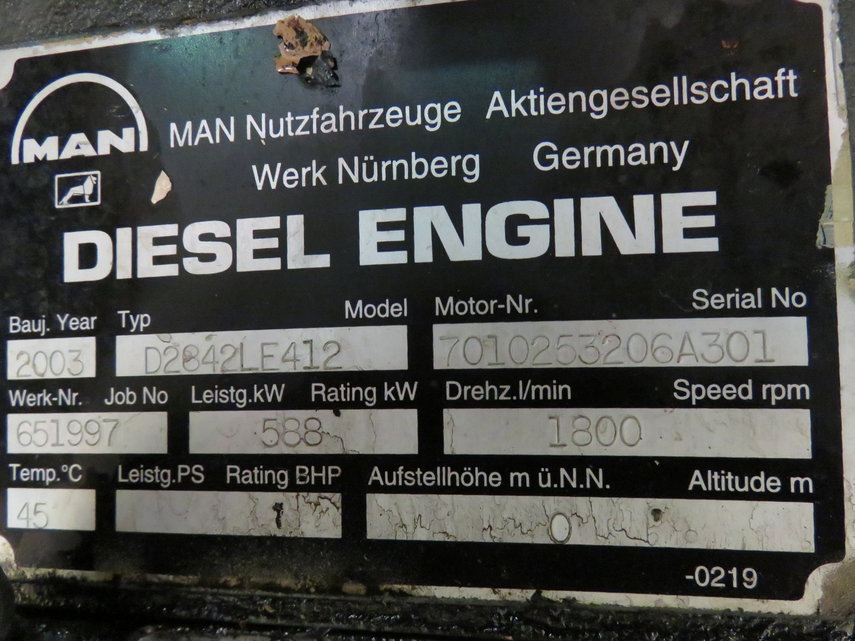 MAN MAN Nutzfahrzeuge Aktiengesellschaft
Werk Nürnberg Germany
DIESEL ENGINE
Bauj. Year Typ Model Motor-Nr. Serial No
2003 D2842LE412 7010253206A301
Werk-Nr. Job No Leistg.kW Rating kW Drehz.l/min Speed rpm
651997 588 1800
Temp.°C Leistg.PS Rating BHP Aufstellhöhe m ü.N.N. Altitude m
45 0
-0219